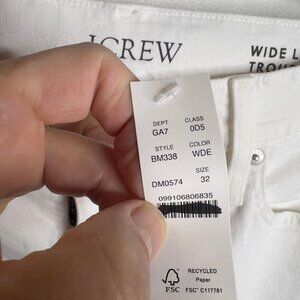 J.CREW
WIDE L
TROU
DEPT CLASS
GA7 0D5
STYLE COLOR
BM338 WDE
SIZE
DM0574 32
099106806835
RECYCLED
Paper
FSC FSC® C117781